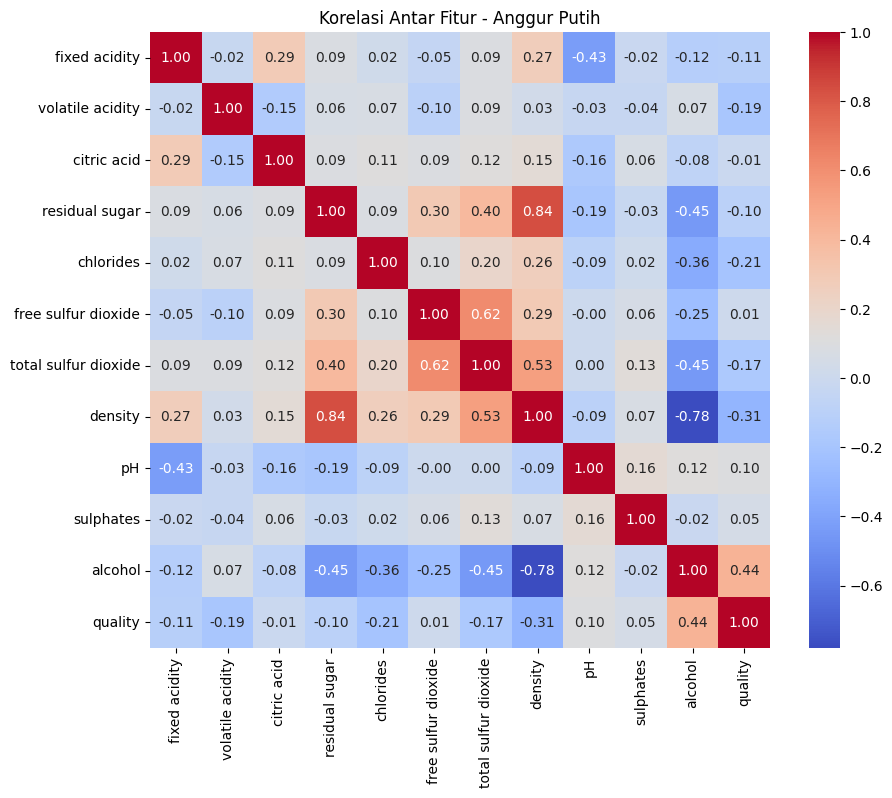 Korelasi Antar Fitur - Anggur Putih
fixed acidity 1.00 -0.02 0.29 0.09 0.02 -0.05 0.09 0.27 -0.43 -0.02 -0.12 -0.11
volatile acidity -0.02 1.00 -0.15 0.06 0.07 -0.10 0.09 0.03 -0.03 -0.04 0.07 -0.19
citric acid 0.29 -0.15 1.00 0.09 0.11 0.09 0.12 0.15 -0.16 0.06 -0.08 -0.01
residual sugar 0.09 0.06 0.09 1.00 0.09 0.30 0.40 0.84 -0.19 -0.03 -0.45 -0.10
chlorides 0.02 0.07 0.11 0.09 1.00 0.10 0.20 0.26 -0.09 0.02 -0.36 -0.21
free sulfur dioxide -0.05 -0.10 0.09 0.30 0.10 1.00 0.62 0.29 -0.00 0.06 -0.25 0.01
total sulfur dioxide 0.09 0.09 0.12 0.40 0.20 0.62 1.00 0.53 0.00 0.13 -0.45 -0.17
density 0.27 0.03 0.15 0.84 0.26 0.29 0.53 1.00 -0.09 0.07 -0.78 -0.31
pH -0.43 -0.03 -0.16 -0.19 -0.09 -0.00 0.00 -0.09 1.00 0.16 0.12 0.10
sulphates -0.02 -0.04 0.06 -0.03 0.02 0.06 0.13 0.07 0.16 1.00 -0.02 0.05
alcohol -0.12 0.07 -0.08 -0.45 -0.36 -0.25 -0.45 -0.78 0.12 -0.02 1.00 0.44
quality -0.11 -0.19 -0.01 -0.10 -0.21 0.01 -0.17 -0.31 0.10 0.05 0.44 1.00
fixed acidity
volatile acidity
citric acid
residual sugar
chlorides
free sulfur dioxide
total sulfur dioxide
density
pH
sulphates
alcohol
quality
1.0
0.8
0.6
0.4
0.2
0.0
−0.2
−0.4
−0.6